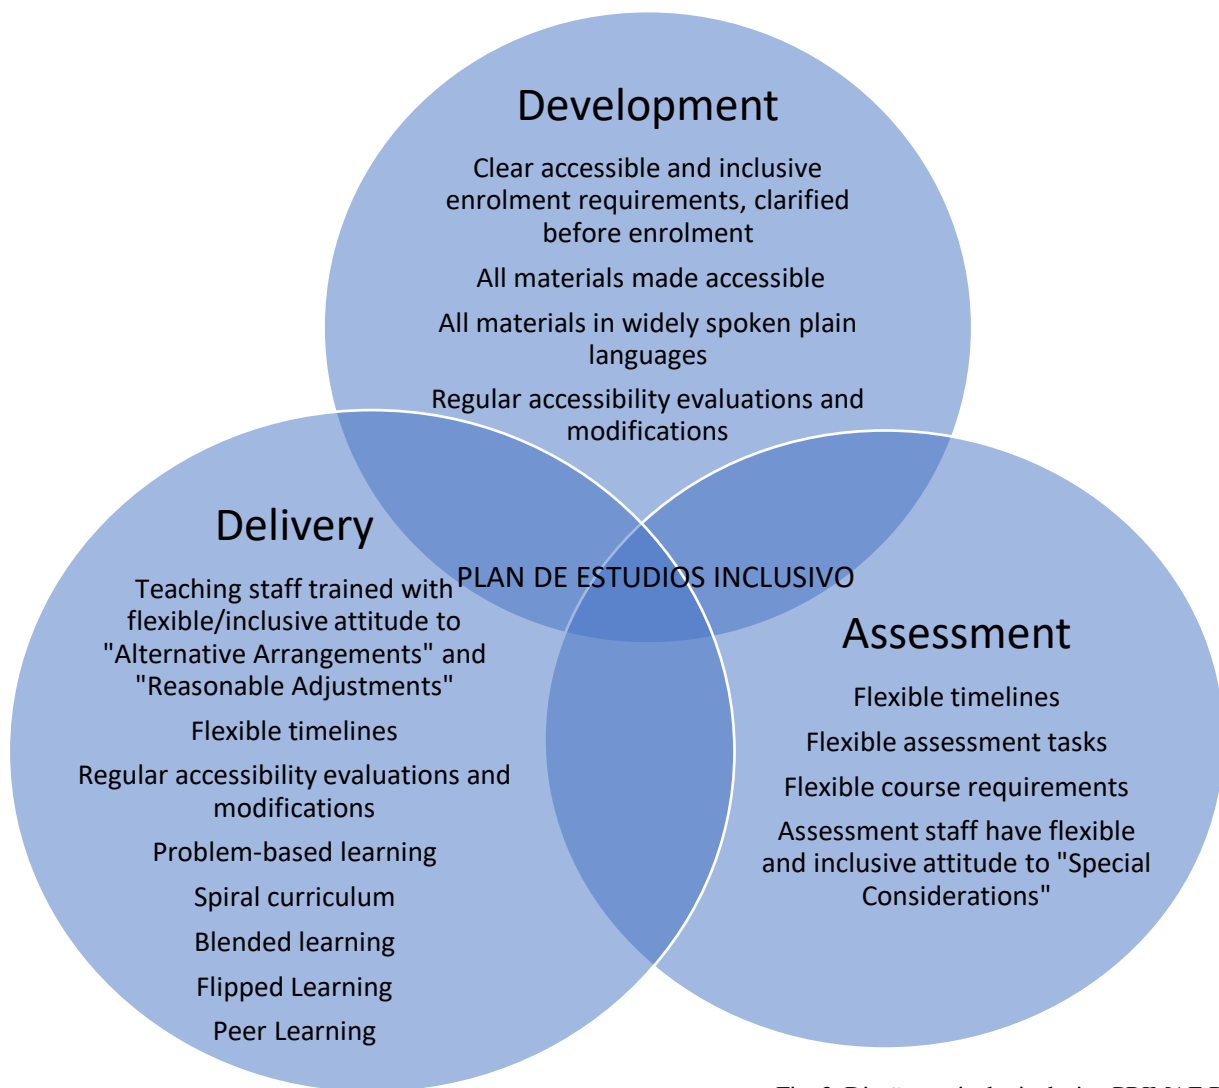 Development
Clear accessible and inclusive
enrolment requirements, clarified
before enrolment
All materials made accessible
All materials in widely spoken plain
languages
Regular accessibility evaluations and
modifications
Delivery
Teaching staff trained with
flexible/inclusive attitude to
"Alternative Arrangements" and
"Reasonable Adjustments"
Flexible timelines
Regular accessibility evaluations and
modifications
Problem-based learning
Spiral curriculum
Blended learning
Flipped Learning
Peer Learning
PLAN DE ESTUDIOS INCLUSIVO
Assessment
Flexible timelines
Flexible assessment tasks
Flexible course requirements
Assessment staff have flexible
and inclusive attitude to "Special
Considerations"